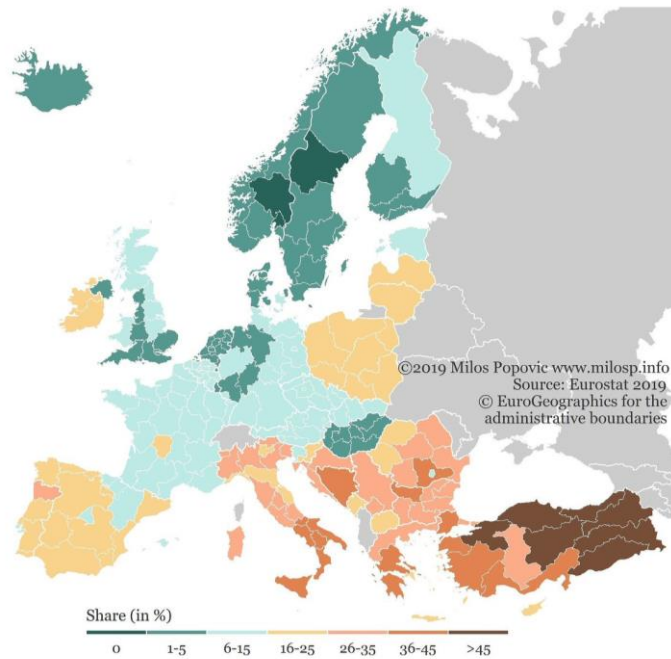 ©2019 Milos Popovic www.milosp.info
Source: Eurostat 2019
© EuroGeographics for the
administrative boundaries
Share (in %)
0 1-5 6-15 16-25 26-35 36-45 >45